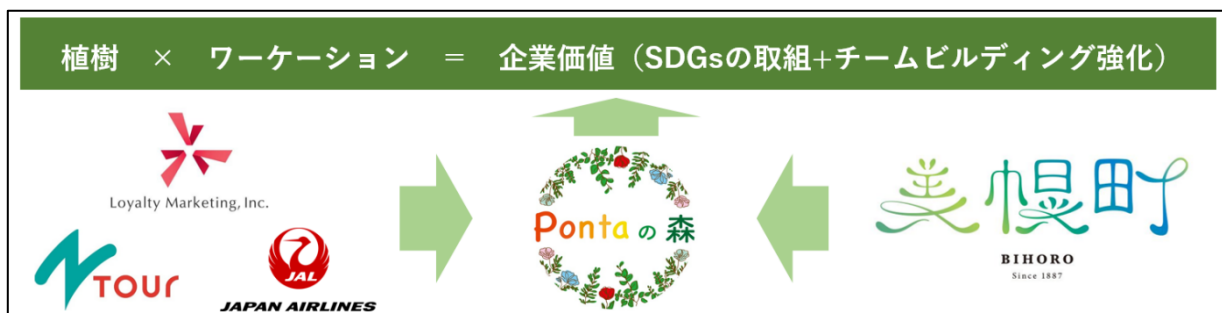 植樹 × ワーケーション = 企業価値（SDGsの取組+チームビルディング強化）
Loyalty Marketing, Inc.
TOUR
JAL
JAPAN AIRLINES
Pontaの森
美幌町
BIHORO
Since 1887